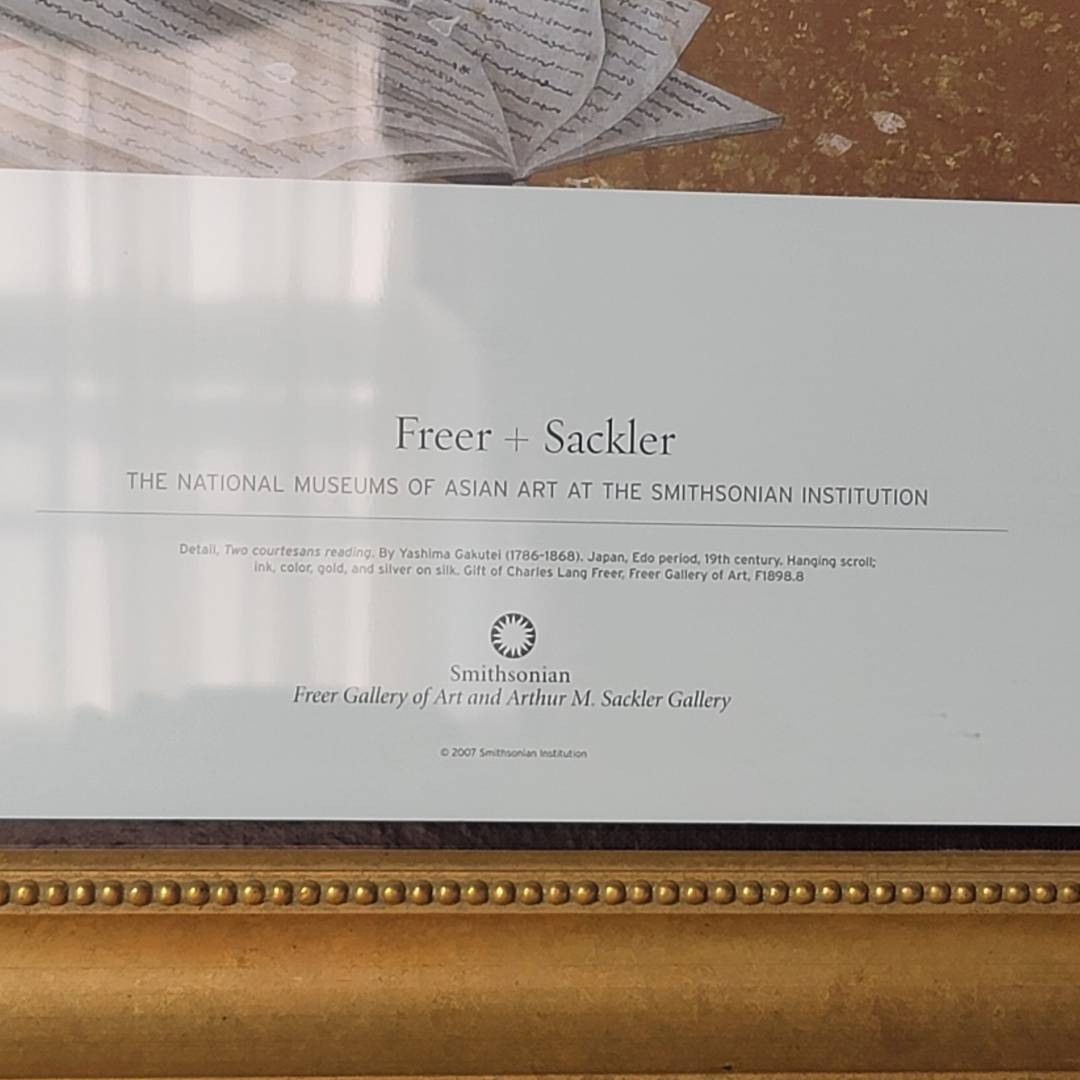 Freer + Sackler
THE NATIONAL MUSEUMS OF ASIAN ART AT THE SMITHSONIAN INSTITUTION
Detail, Two courtesans reading. By Yashima Gakutei (1786-1868). Japan, Edo period, 19th century. Hanging scroll;
ink, color, gold, and silver on silk. Gift of Charles Lang Freer, Freer Gallery of Art, F1898.8
Smithsonian
Freer Gallery of Art and Arthur M. Sackler Gallery
© 2007 Smithsonian Institution